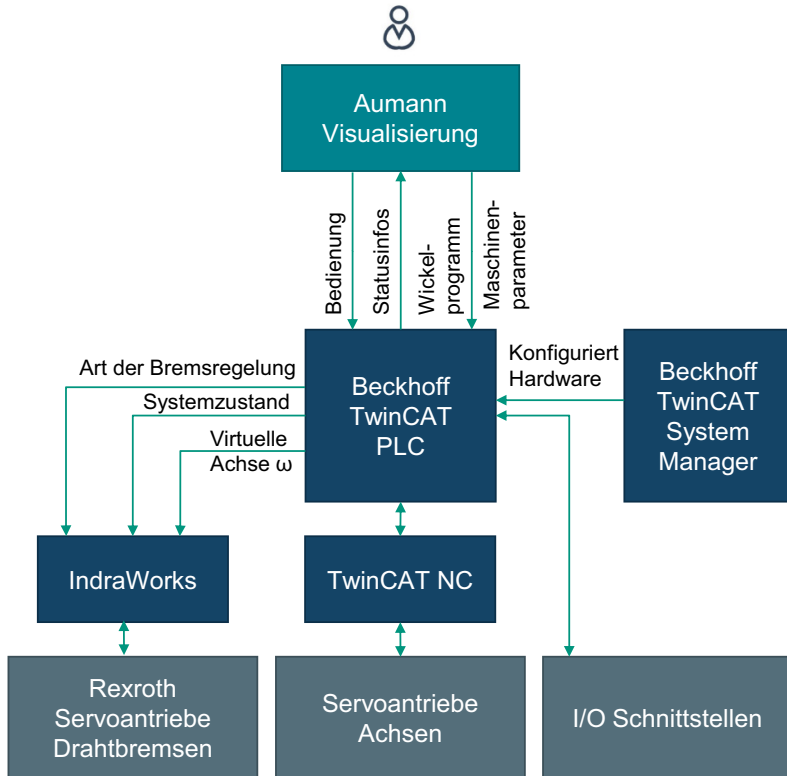 Aumann
Visualisierung
Bedienung
Statusinfos
Wickel-
programm
Maschinen-
parameter
Art der Bremsregelung
Systemzustand
Virtuelle
Achse ω
Beckhoff
TwinCAT
PLC
Konfiguriert
Hardware
Beckhoff
TwinCAT
System
Manager
IndraWorks
TwinCAT NC
Rexroth
Servoantriebe
Drahtbremsen
Servoantriebe
Achsen
I/O Schnittstellen